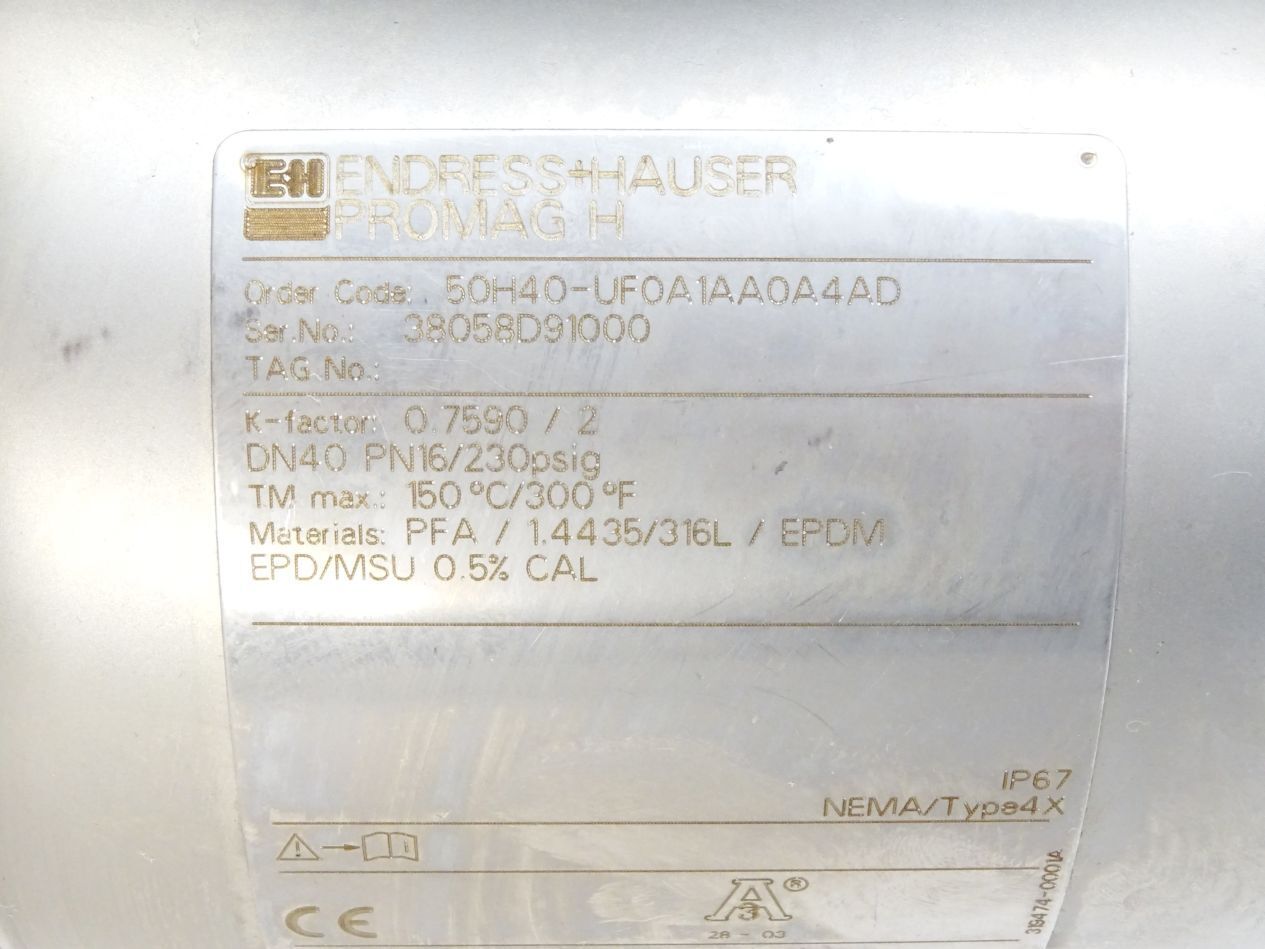 E+H ENDRESS+HAUSER
PROMAG H
Order Code: 50H40-UF0A1AA0A4AD
Ser.No.: 38058D91000
TAG No.:
K-factor: 0.7590 / 2
DN40 PN16/230psig
TM max.: 150°C/300°F
Materials: PFA / 1.4435/316L / EPDM
EPD/MSU 0.5% CAL
IP67
NEMA/Type4X
CE
3A®
28 - 03
319474-0001A